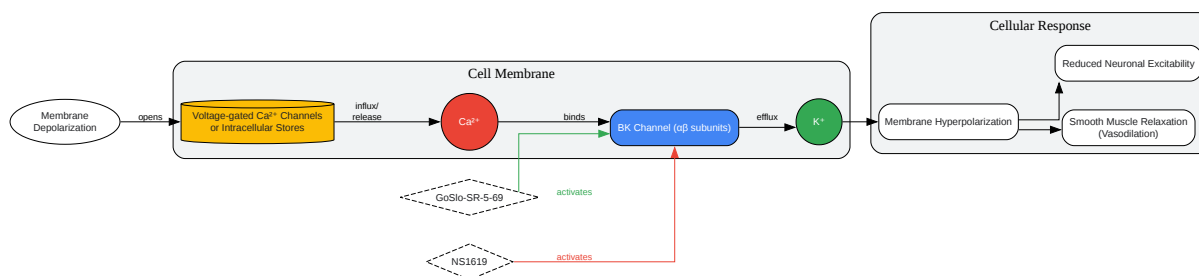 Cellular Response
Cell Membrane
Reduced Neuronal Excitability
Membrane
Depolarization
opens
Voltage-gated Ca²⁺ Channels
or Intracellular Stores
influx/
release
Ca²⁺
binds
BK Channel (αβ subunits)
efflux
K⁺
Membrane Hyperpolarization
Smooth Muscle Relaxation
(Vasodilation)
GoSlo-SR-5-69
activates
NS1619
activates